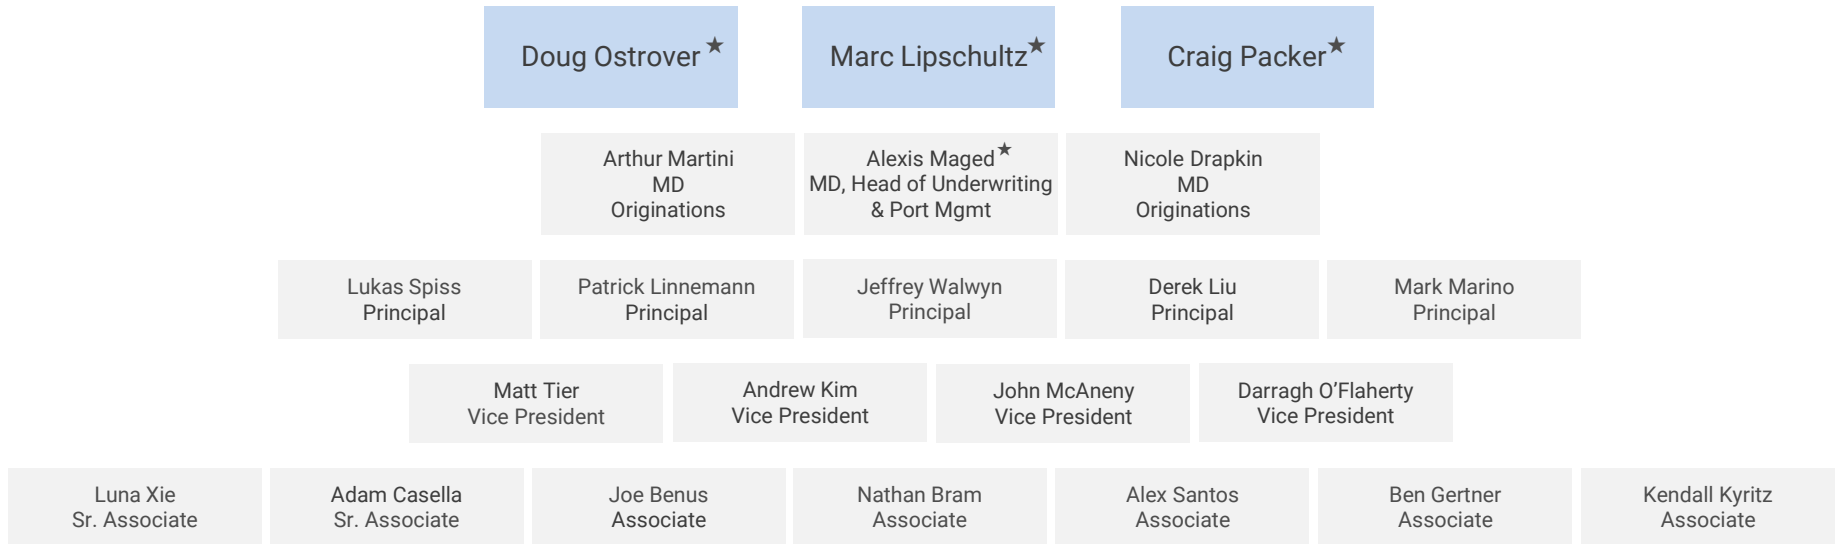 Doug Ostrover ★
Marc Lipschultz ★
Craig Packer ★
Arthur Martini
MD
Originations
Alexis Maged ★
MD, Head of Underwriting
& Port Mgmt
Nicole Drapkin
MD
Originations
Lukas Spiss
Principal
Patrick Linnemann
Principal
Jeffrey Walwyn
Principal
Derek Liu
Principal
Mark Marino
Principal
Matt Tier
Vice President
Andrew Kim
Vice President
John McAneny
Vice President
Darragh O’Flaherty
Vice President
Luna Xie
Sr. Associate
Adam Casella
Sr. Associate
Joe Benus
Associate
Nathan Bram
Associate
Alex Santos
Associate
Ben Gertner
Associate
Kendall Kyritz
Associate